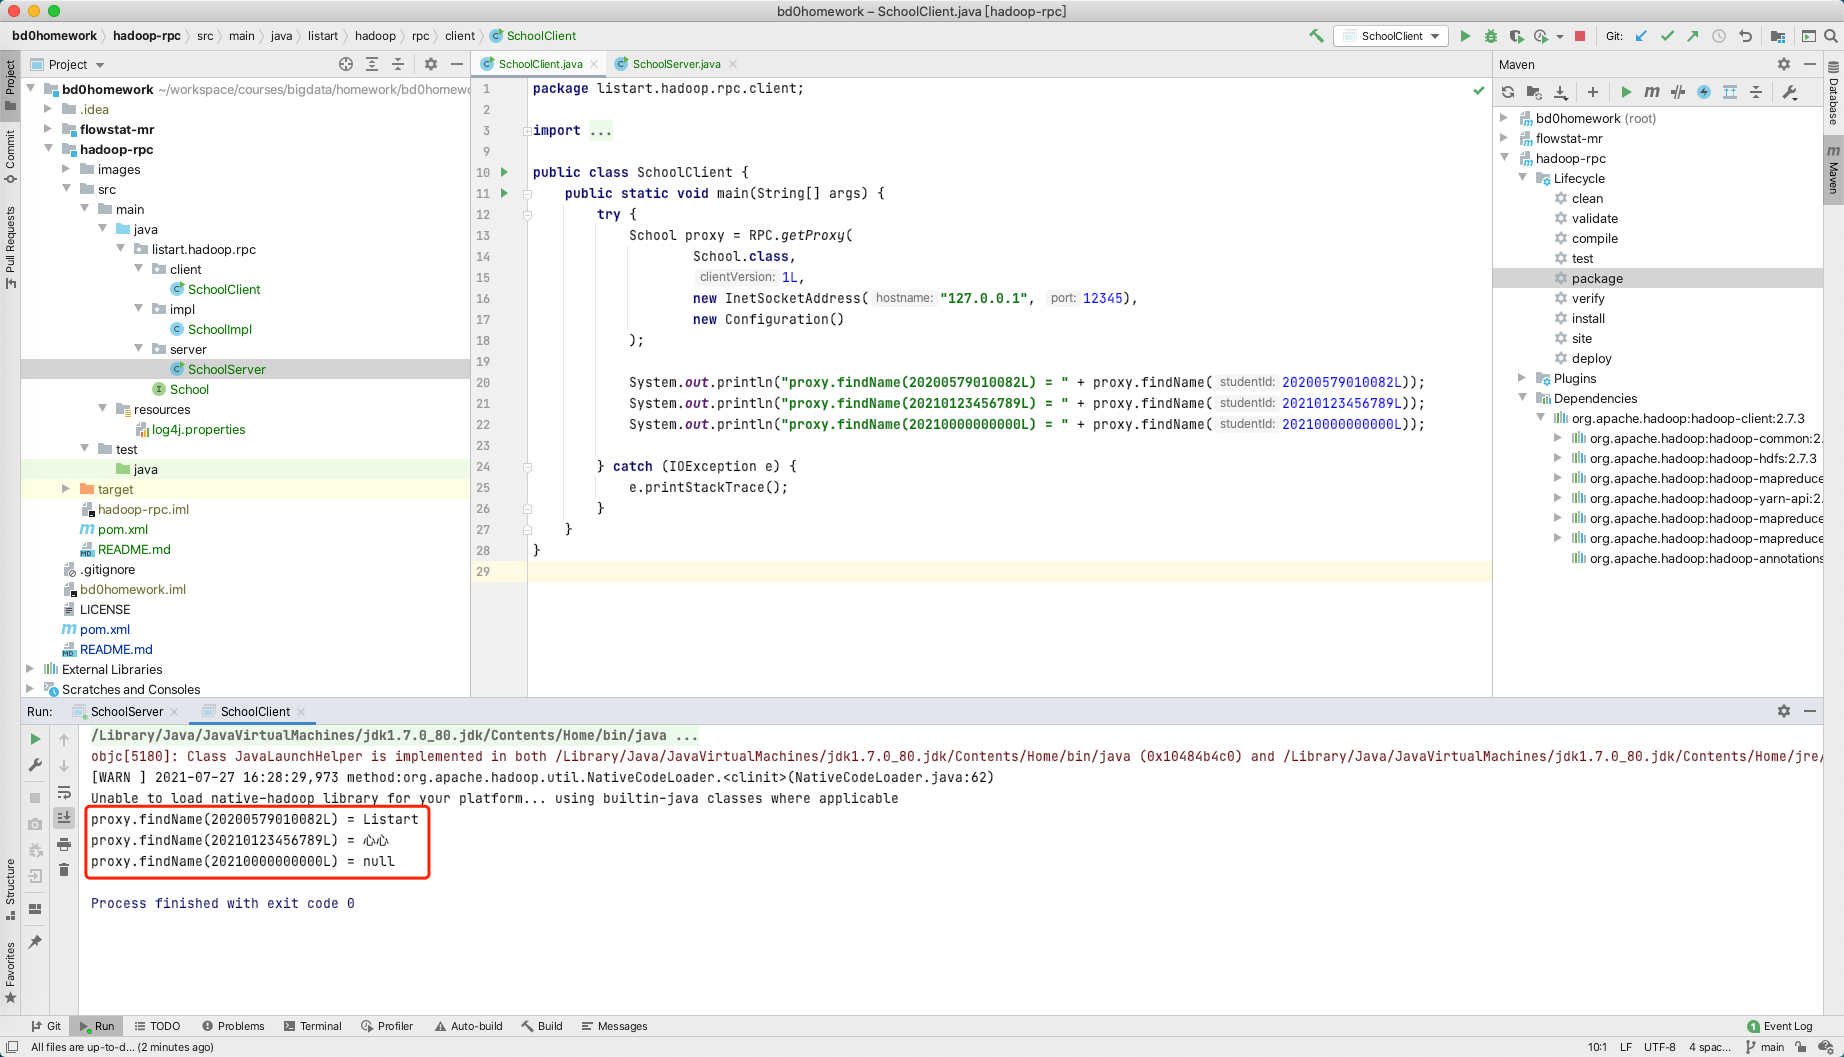 bd0homework – SchoolClient.java [hadoop-rpc]
bd0homework hadoop-rpc src main java listart hadoop rpc client SchoolClient
SchoolClient Git:
Project
SchoolClient.java SchoolServer.java
Maven
Project
Commit
Pull Requests
Structure
Favorites
Database
Maven
bd0homework ~/workspace/courses/bigdata/homework/bd0homew
.idea
flowstat-mr
hadoop-rpc
images
src
main
java
listart.hadoop.rpc
client
SchoolClient
impl
SchoolImpl
server
SchoolServer
School
resources
log4j.properties
test
java
target
hadoop-rpc.iml
pom.xml
README.md
.gitignore
bd0homework.iml
LICENSE
pom.xml
README.md
External Libraries
Scratches and Consoles
1 package listart.hadoop.rpc.client;
2
3 import ...
9
10 public class SchoolClient {
11 public static void main(String[] args) {
12 try {
13 School proxy = RPC.getProxy(
14 School.class,
15 clientVersion: 1L,
16 new InetSocketAddress( hostname: "127.0.0.1", port: 12345),
17 new Configuration()
18 );
19
20 System.out.println("proxy.findName(20200579010082L) = " + proxy.findName( studentId: 20200579010082L));
21 System.out.println("proxy.findName(20210123456789L) = " + proxy.findName( studentId: 20210123456789L));
22 System.out.println("proxy.findName(20210000000000L) = " + proxy.findName( studentId: 20210000000000L));
23
24 } catch (IOException e) {
25 e.printStackTrace();
26 }
27 }
28 }
29
bd0homework (root)
flowstat-mr
hadoop-rpc
Lifecycle
clean
validate
compile
test
package
verify
install
site
deploy
Plugins
Dependencies
org.apache.hadoop:hadoop-client:2.7.3
org.apache.hadoop:hadoop-common:2.
org.apache.hadoop:hadoop-hdfs:2.7.3
org.apache.hadoop:hadoop-mapreduce
org.apache.hadoop:hadoop-yarn-api:2.
org.apache.hadoop:hadoop-mapreduce
org.apache.hadoop:hadoop-mapreduce
org.apache.hadoop:hadoop-annotations
Run: SchoolServer SchoolClient
/Library/Java/JavaVirtualMachines/jdk1.7.0_80.jdk/Contents/Home/bin/java ...
objc[5180]: Class JavaLaunchHelper is implemented in both /Library/Java/JavaVirtualMachines/jdk1.7.0_80.jdk/Contents/Home/bin/java (0x10484b4c0) and /Library/Java/JavaVirtualMachines/jdk1.7.0_80.jdk/Contents/Home/jre/
[WARN ] 2021-07-27 16:28:29,973 method:org.apache.hadoop.util.NativeCodeLoader.<clinit>(NativeCodeLoader.java:62)
Unable to load native-hadoop library for your platform... using builtin-java classes where applicable
proxy.findName(20200579010082L) = Listart
proxy.findName(20210123456789L) = 心心
proxy.findName(20210000000000L) = null
Process finished with exit code 0
Git Run TODO Problems Terminal Profiler Auto-build Build Messages 1 Event Log
All files are up-to-d... (2 minutes ago) 10:1 LF UTF-8 4 spac... main